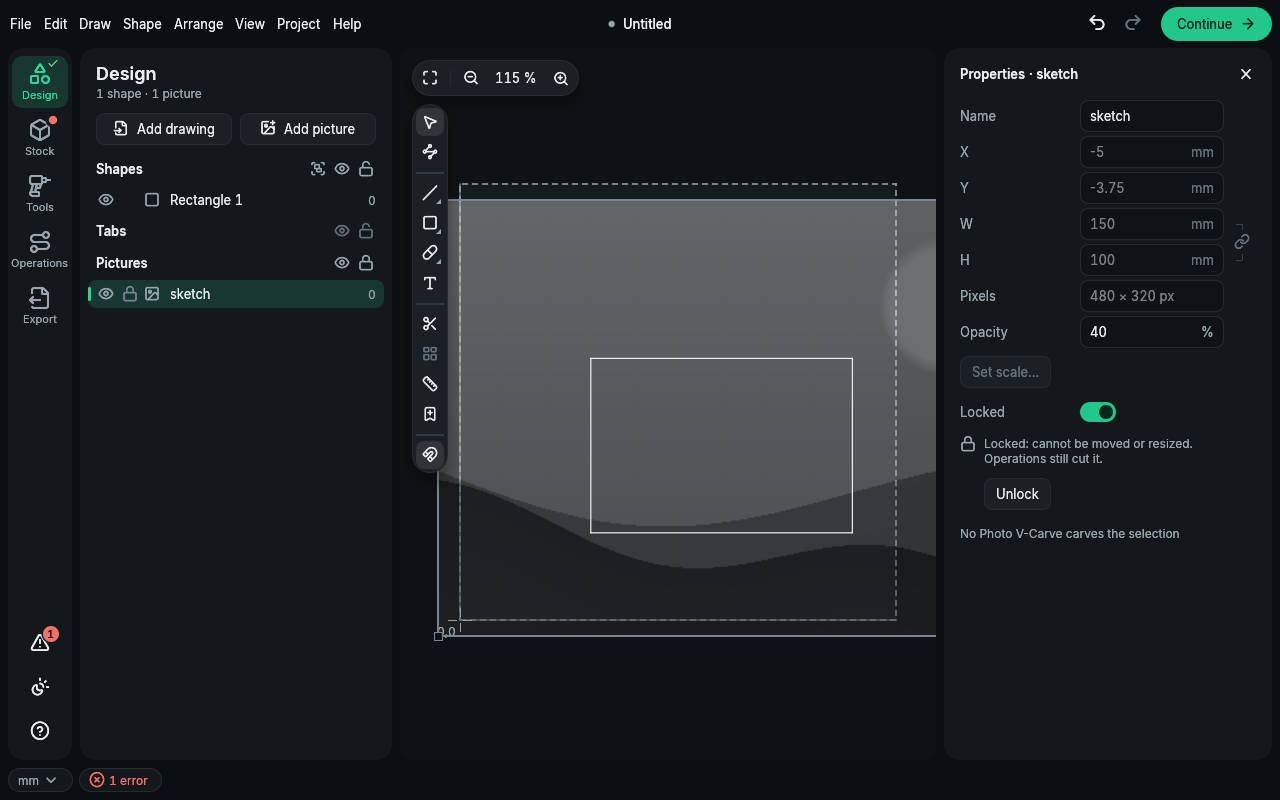 File Edit Draw Shape Arrange View Project Help
Untitled
Continue
Design
Stock
Tools
Operations
Export
1
Design
1 shape · 1 picture
Add drawing
Add picture
Shapes
Rectangle 1 0
Tabs
Pictures
sketch 0
115 %
0,0
Properties · sketch
Name sketch
X -5 mm
Y -3.75 mm
W 150 mm
H 100 mm
Pixels 480 × 320 px
Opacity 40 %
Set scale...
Locked
Locked: cannot be moved or resized.
Operations still cut it.
Unlock
No Photo V-Carve carves the selection
mm
1 error